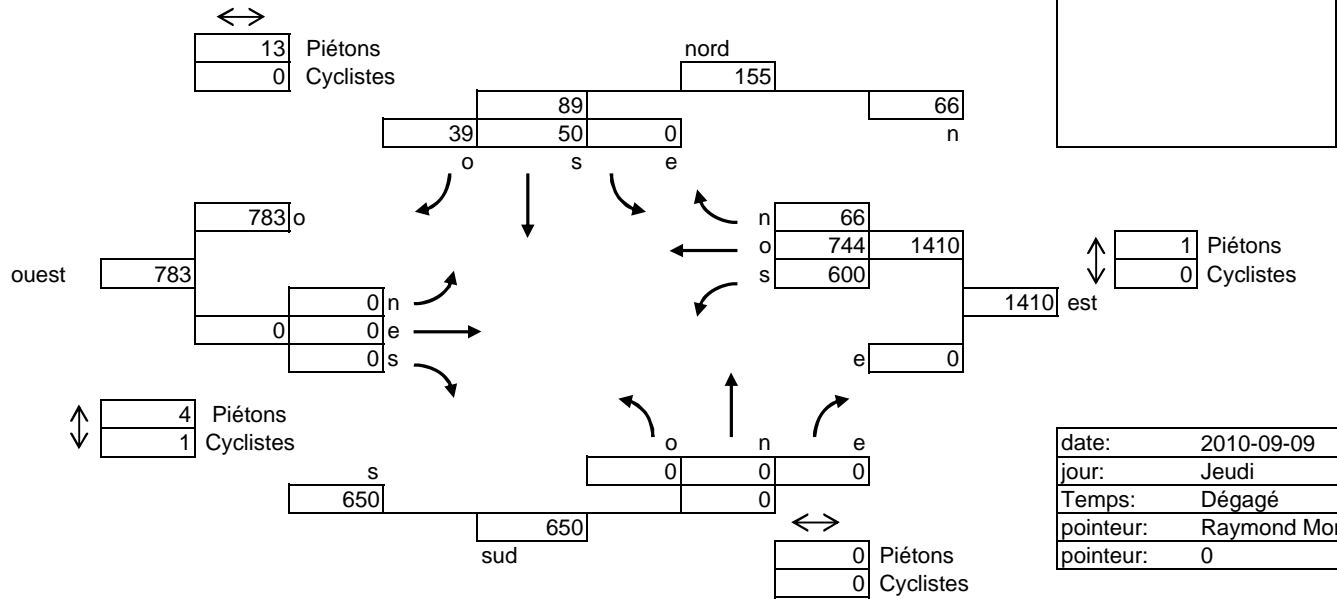 13 Piétons
0 Cyclistes
nord
155
89
66
39 50 0
n
o s e
783 o
n 66
o 744 1410
s 600
1 Piétons
0 Cyclistes
ouest 783
0 n
0 0 e
0 s
1410 est
e 0
4 Piétons
1 Cyclistes
o n e
0 0 0
s
650
0
650
sud
0 Piétons
0 Cyclistes
date: 2010-09-09
jour: Jeudi
Temps: Dégagé
pointeur: Raymond
pointeur: 0